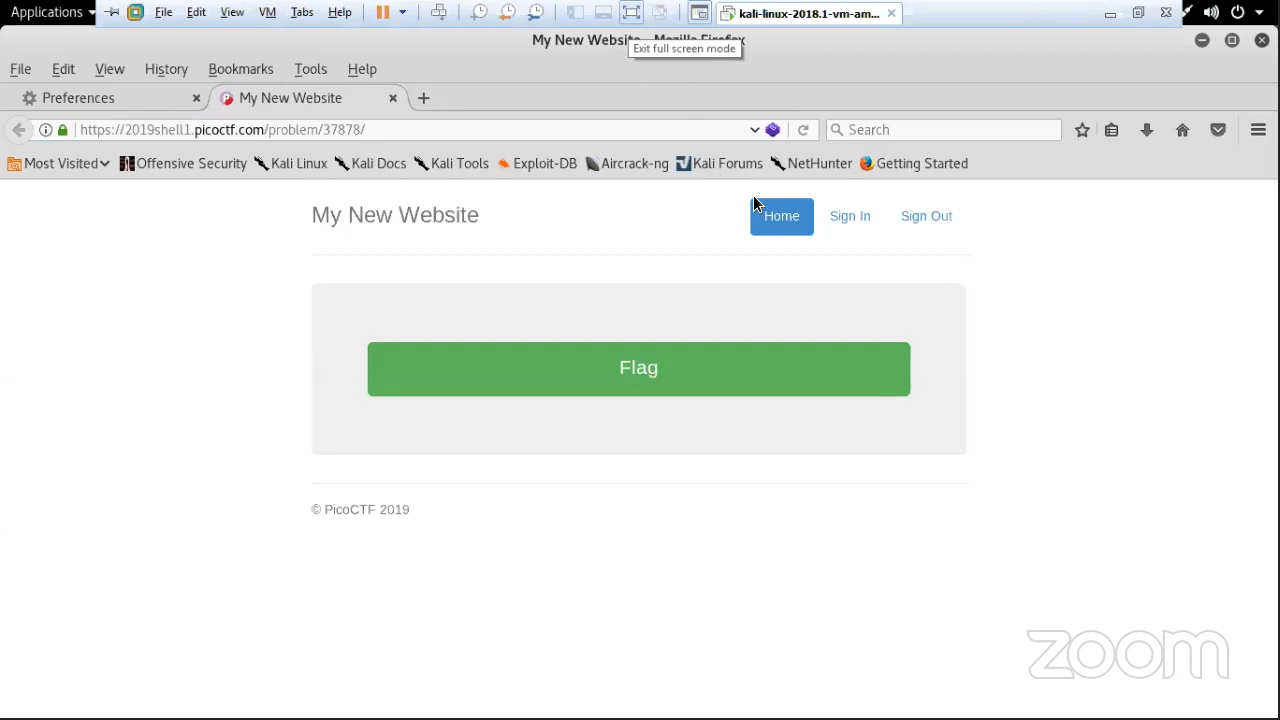 Applications File Edit View VM Tabs Help kali-linux-2018.1-vm-am...
My New Website - Mozilla Firefox
Exit full screen mode
File Edit View History Bookmarks Tools Help
Preferences My New Website
https://2019shell1.picoctf.com/problem/37878/ Search
Most Visited Offensive Security Kali Linux Kali Docs Kali Tools Exploit-DB Aircrack-ng Kali Forums NetHunter Getting Started
My New Website Home Sign In Sign Out
Flag
© PicoCTF 2019
zoom